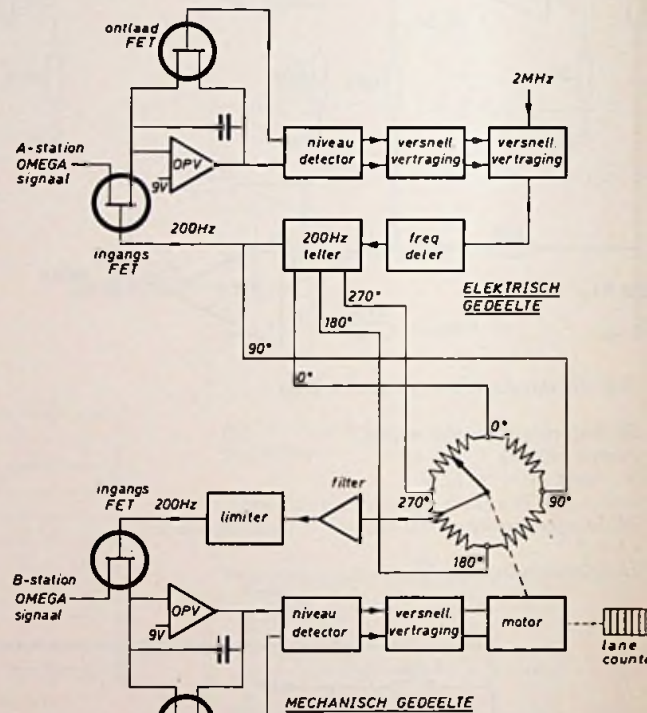 ontlaad
FET
2MHz
A-station
OMEGA
signaal
OPV
9V
niveau
detector
versnell.
vertraging
versnell.
vertraging
200Hz
ingangs
FET
200Hz
teller
freq
deler
270°
ELEKTRISCH
GEDEELTE
180°
90°
0°
0°
ingangs
FET
200Hz
limiter
filter
270°
90°
180°
B-station
OMEGA
signaal
OPV
9V
niveau
detector
versnell.
vertraging
motor
lane
counte
MECHANISCH GEDEELTE